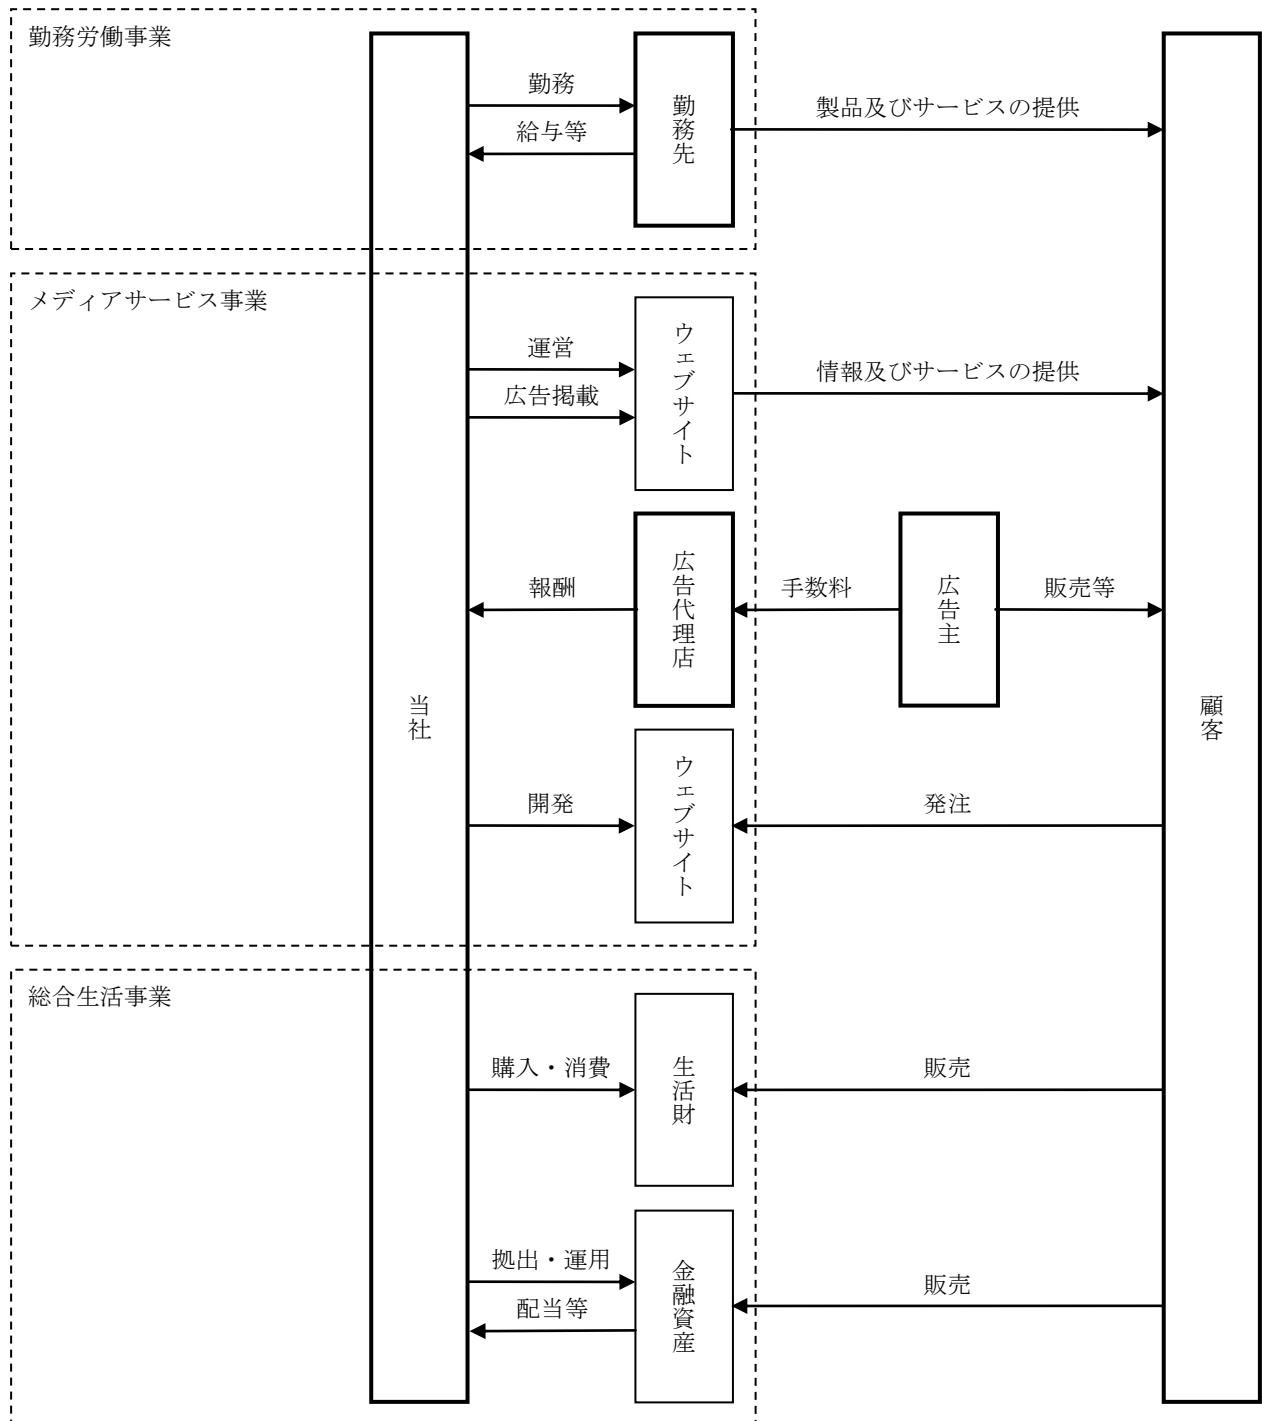 勤務労働事業
勤務
給与等
勤務先
製品及びサービスの提供
メディアサービス事業
運営
広告掲載
ウェブサイト
情報及びサービスの提供
報酬
広告代理店
手数料
広告主
販売等
当社
顧客
開発
ウェブサイト
発注
総合生活事業
購入・消費
生活財
販売
拠出・運用
配当等
金融資産
販売